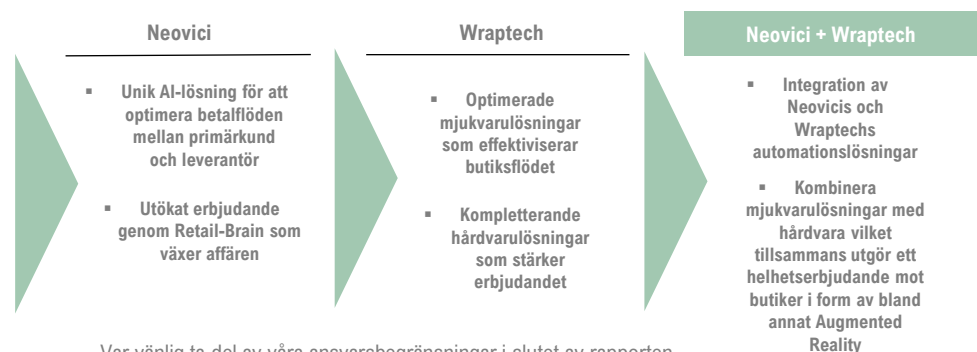 Neovici
▪ Unik AI-lösning för att
optimera betalflöden
mellan primärkund
och leverantör
▪ Utökat erbjudande
genom Retail-Brain som
växer affären
Wraptech
▪ Optimerade
mjukvarulösningar
som effektiviserar
butiksflödet
▪ Kompletterande
hårdvarulösningar
som stärker
erbjudandet
Neovici + Wraptech
▪ Integration av
Neovicis och
Wraptechs
automationslösningar
▪ Kombinera
mjukvarulösningar med
hårdvara vilket
tillsammans utgör ett
helhetserbjudande mot
butiker i form av bland
annat Augmented
Reality
Var vänlig ta del av våra ansvarsbegränsningar i slutet av rapporten